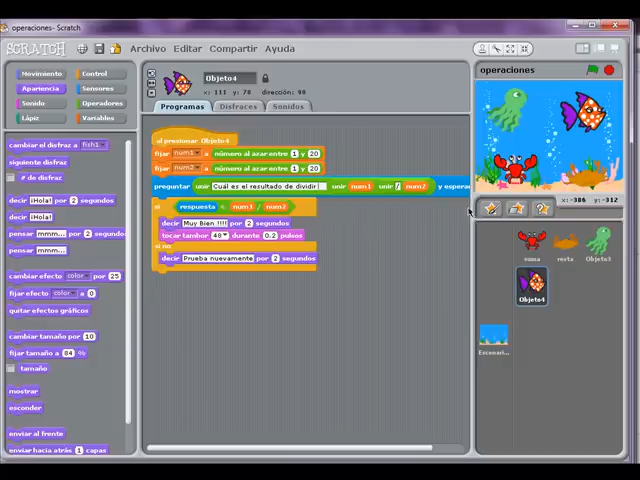 operaciones- Scratch
SCRATCH Archivo Editar Compartir Ayuda
Movimiento Control
Apariencia Sensores
Sonido Operadores
Lápiz Variables
cambiar el disfraz a fish1
siguiente disfraz
# de disfraz
decir ¡Hola! por 2 segundos
decir ¡Hola!
pensar mmm... por 2 segundos
pensar mmm...
cambiar efecto color por 25
fijar efecto color a 0
quitar efectos gráficos
cambiar tamaño por 10
fijar tamaño a 84 %
tamaño
mostrar
esconder
enviar al frente
enviar hacia atrás 1 capas
Objeto4
x: 111 y: 78 dirección: 90
Programas Disfraces Sonidos
al presionar Objeto4
fijar num1 a número al azar entre 1 y 20
fijar num2 a número al azar entre 1 y 20
preguntar unir Cuál es el resultado de dividir unir num1 unir / num2 y espera
si respuesta = num1 / num2
decir Muy Bien !!!! por 2 segundos
tocar tambor 48 durante 0.2 pulsos
si no
decir Prueba nuevamente por 2 segundos
operaciones
x: -386 y: -312
suma resta Objeto3
Objeto4
Escenari...